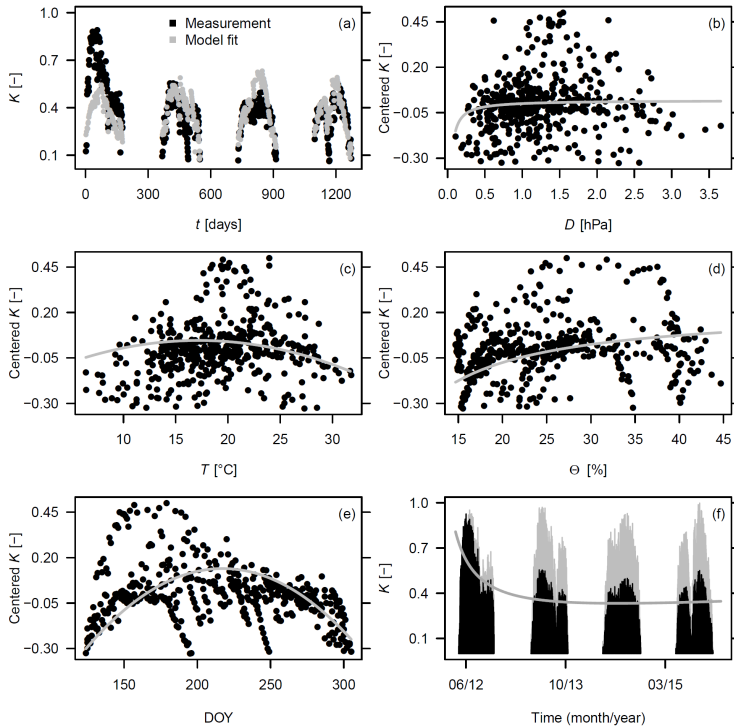 (a)
Measurement
Model fit
K [−]
1.0
0.7
0.4
0.1
0
300
600
900
1200
t [days]
(b)
Centered K [−]
0.45
0.20
−0.05
−0.30
0.0
0.5
1.0
1.5
2.0
2.5
3.0
3.5
D [hPa]
(c)
Centered K [−]
0.45
0.20
−0.05
−0.30
10
15
20
25
30
T [°C]
(d)
Centered K [−]
0.45
0.20
−0.05
−0.30
15
20
25
30
35
40
45
Θ [%]
(e)
Centered K [−]
0.45
0.20
−0.05
−0.30
150
200
250
300
DOY
(f)
K [−]
1.0
0.7
0.4
0.1
06/12
10/13
03/15
Time (month/year)